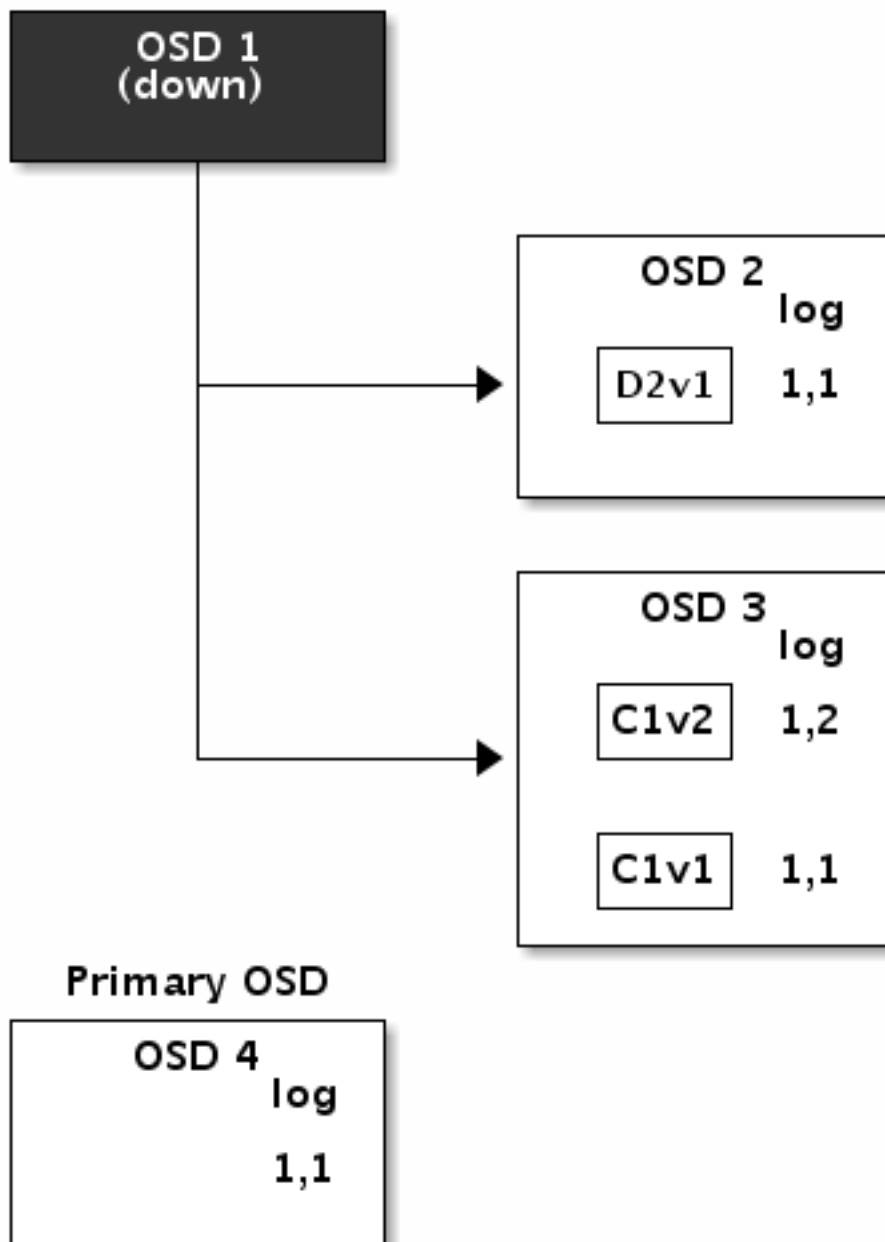 OSD 1
(down)
OSD 2
log
D2v1 1,1
OSD 3
log
C1v2 1,2
C1v1 1,1
Primary OSD
OSD 4
log
1,1